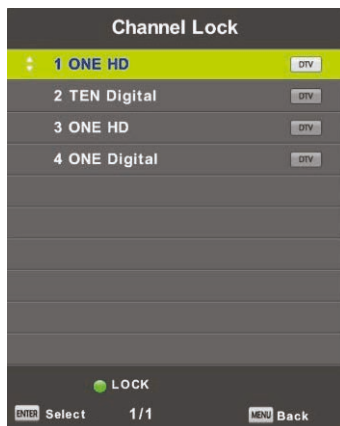 Channel Lock
1 ONE HD DTV
2 TEN Digital DTV
3 ONE HD DTV
4 ONE Digital DTV
LOCK
ENTER Select 1/1 MENU Back